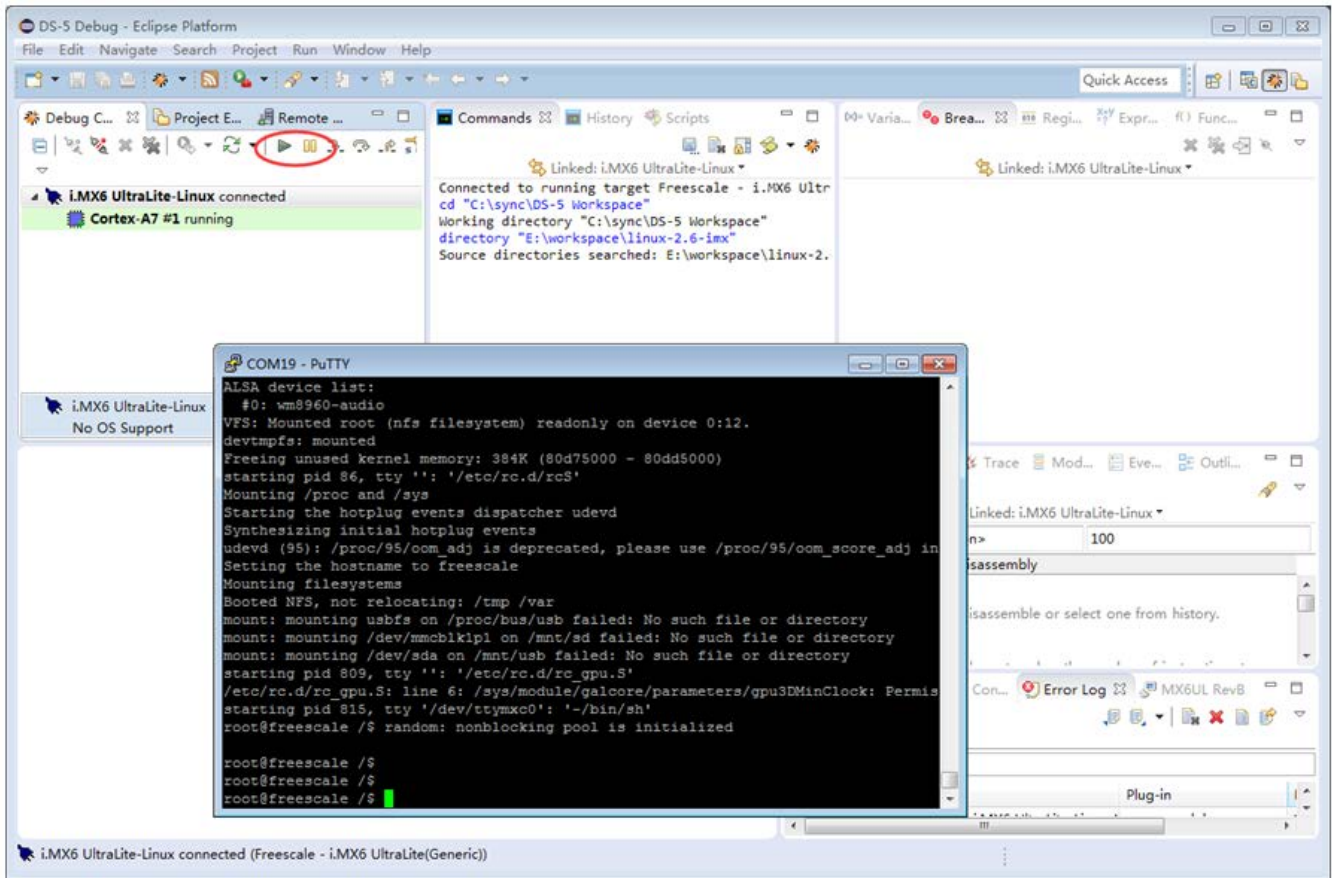 DS-5 Debug - Eclipse Platform
File Edit Navigate Search Project Run Window Help
Quick Access
Debug C... Project E... Remote ...
Commands History Scripts
Varia... Brea... Regi... Expr... Func...
Linked: i.MX6 UltraLite-Linux
Linked: i.MX6 UltraLite-Linux
i.MX6 UltraLite-Linux connected
Cortex-A7 #1 running
Connected to running target Freescale - i.MX6 Ultr
cd "C:\sync\DS-5 Workspace"
Working directory "C:\sync\DS-5 Workspace"
directory "E:\workspace\linux-2.6-imx"
Source directories searched: E:\workspace\linux-2.
i.MX6 UltraLite-Linux
No OS Support
COM19 - PuTTY
ALSA device list:
#0: wm8960-audio
VFS: Mounted root (nfs filesystem) readonly on device 0:12.
devtmpfs: mounted
Freeing unused kernel memory: 384K (80d75000 - 80dd5000)
starting pid 86, tty '': '/etc/rc.d/rcS'
Mounting /proc and /sys
Starting the hotplug events dispatcher udevd
Synthesizing initial hotplug events
udevd (95): /proc/95/oom_adj is deprecated, please use /proc/95/oom_score_adj in
Setting the hostname to freescale
Mounting filesystems
Booted NFS, not relocating: /tmp /var
mount: mounting usbfs on /proc/bus/usb failed: No such file or directory
mount: mounting /dev/mmcblk1p1 on /mnt/sd failed: No such file or directory
mount: mounting /dev/sda on /mnt/usb failed: No such file or directory
starting pid 809, tty '': '/etc/rc.d/rc_gpu.S'
/etc/rc.d/rc_gpu.S: line 6: /sys/module/galcore/parameters/gpu3DMinClock: Permis
starting pid 815, tty '/dev/ttymxc0': '-/bin/sh'
root@freescale /$ random: nonblocking pool is initialized
root@freescale /$
root@freescale /$
root@freescale /$
Trace Mod... Eve... Outli...
Linked: i.MX6 UltraLite-Linux
n> 100
isassembly
isassemble or select one from history.
Con... Error Log MX6UL RevB
Plug-in
i.MX6 UltraLite-Linux connected (Freescale - i.MX6 UltraLite(Generic))